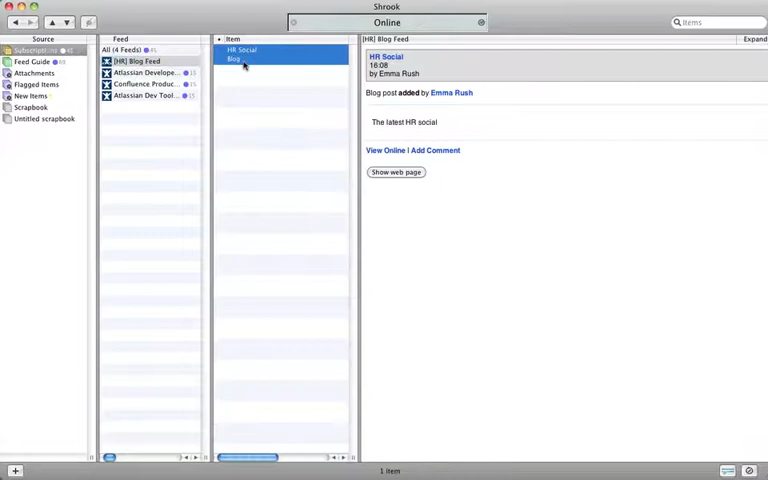 Shrook
Online
Items
Source
Feed
Item
[HR] Blog Feed
Expand
Feed Guide
Attachments
Flagged Items
New Items
Scrapbook
Untitled scrapbook
All (4 Feeds)
[HR] Blog Feed
Atlassian Develope...
Confluence Produc...
Atlassian Dev Tool...
HR Social
Blog
HR Social
16:08
by Emma Rush
Blog post added by Emma Rush
The latest HR social
View Online | Add Comment
Show web page
1 item